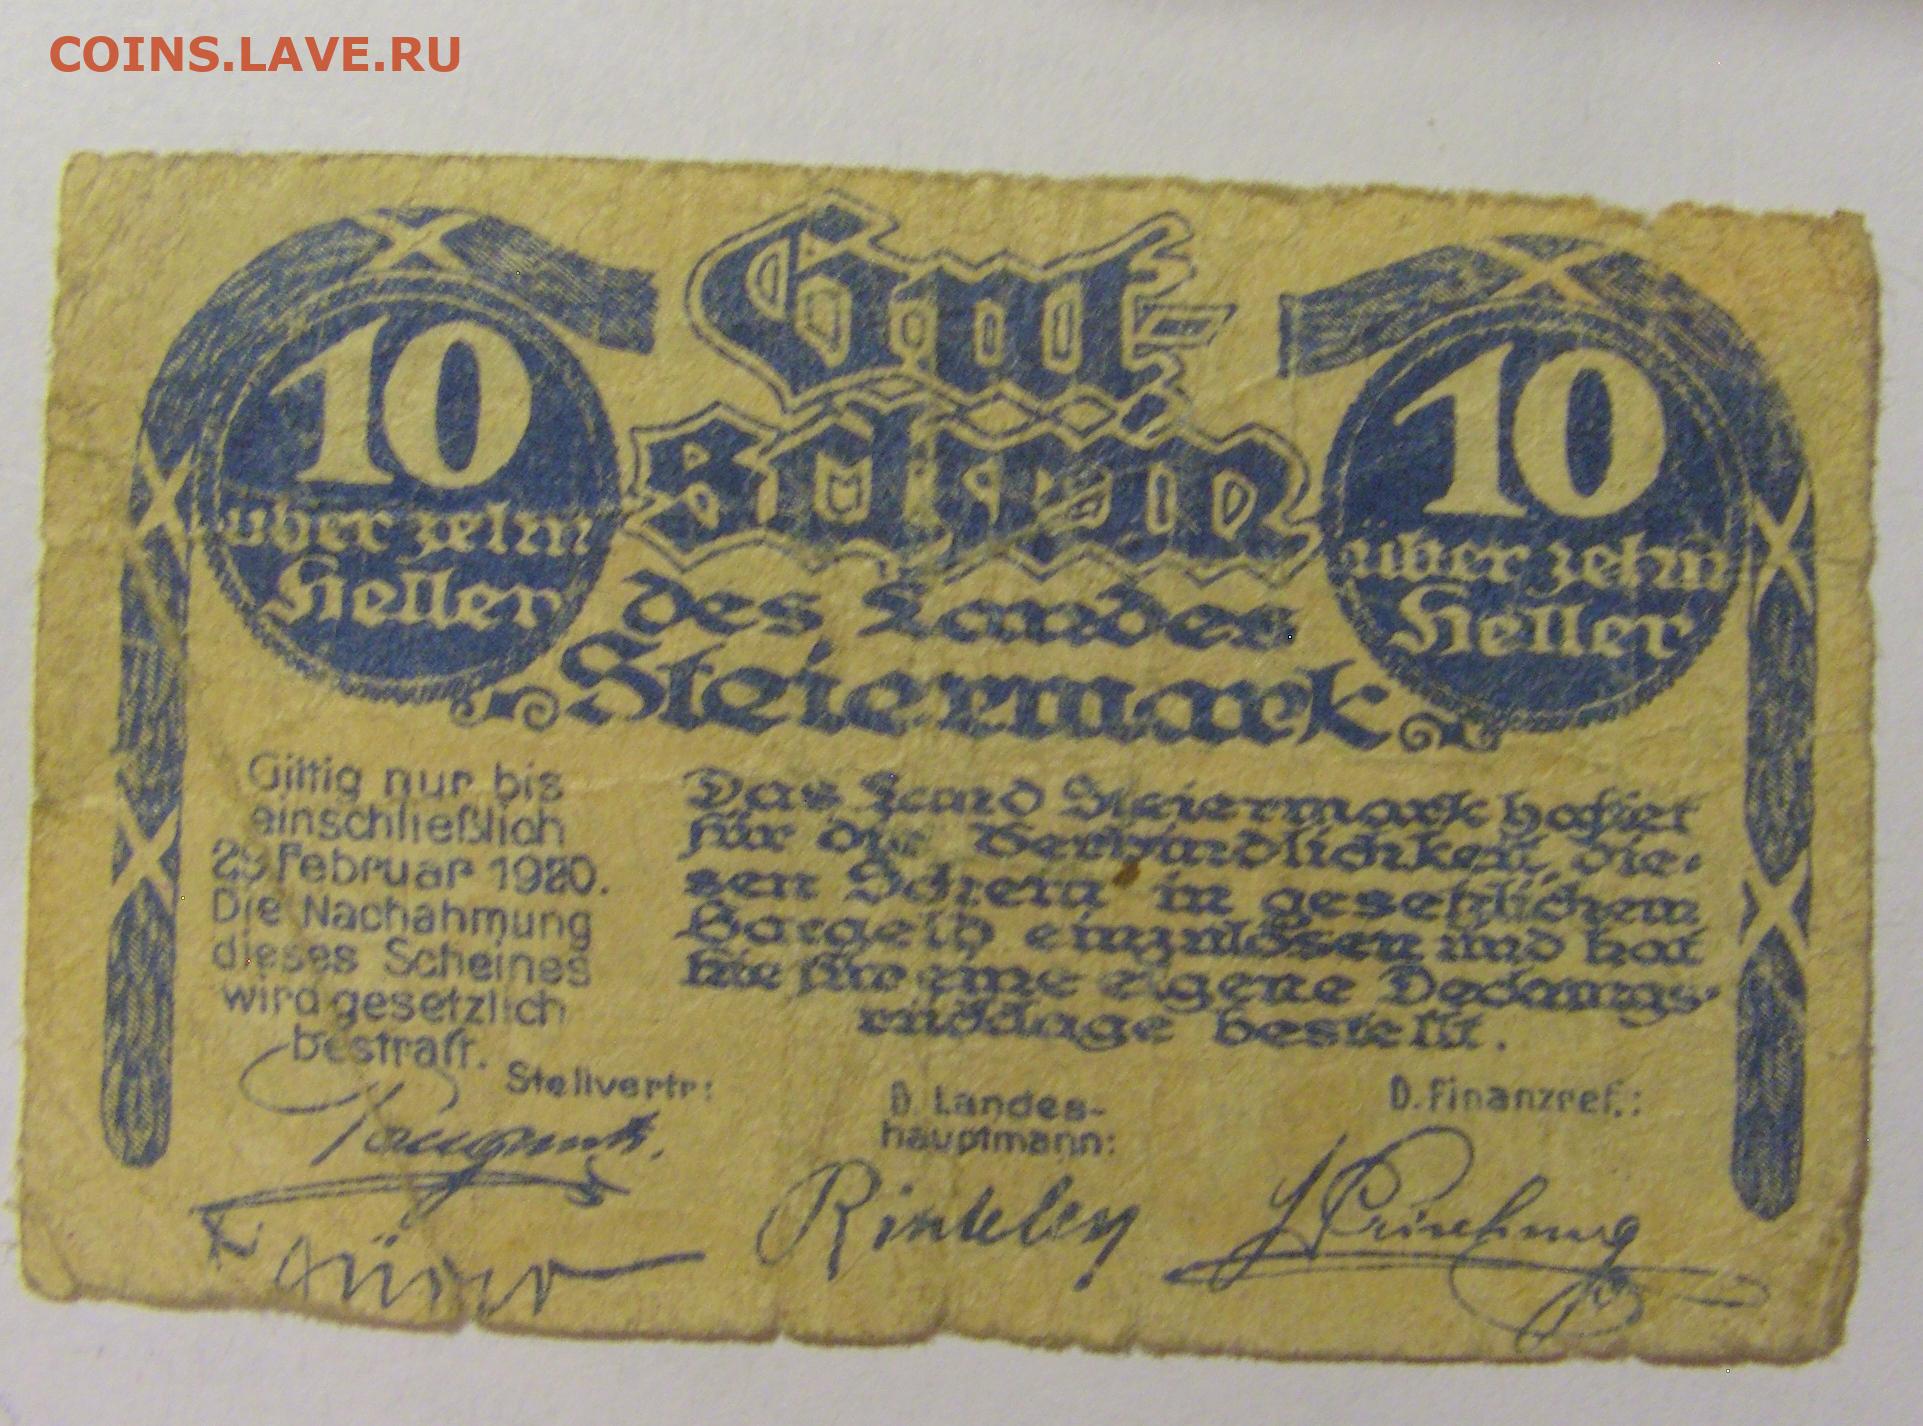 COINS.LAVE.RU
Gut-
schein
10
über zehn
Heller
10
über zehn
Heller
des Landes
Steiermark
Giltig nur bis
einschließlich
29 Februar 1920.
Die Nachahmung
dieses Scheines
wird gesetzlich
bestraft.
Das Land Steiermark haftet
für die Verbindlichkeit, die-
sen Schein in gesetzlichem
Bargeld einzulösen und hat
hie für eine eigene Deckungs-
rücklage bestellt.
Stellvertr:
D. Landes-
hauptmann:
D. Finanzref.:
Rintelen